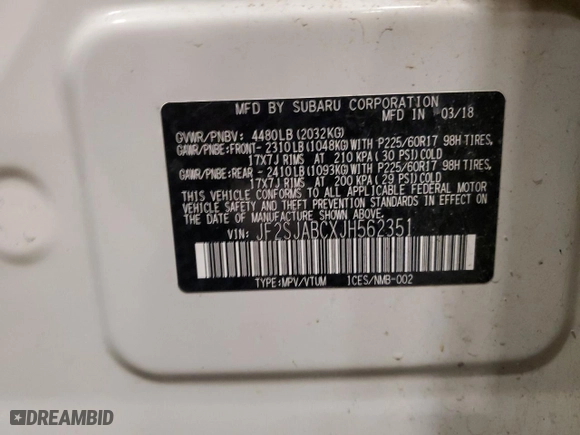 MFD BY SUBARU CORPORATION
MFD IN 03/18
GVWR/PNBV: 4480LB(2032KG)
GAWR/PNBE:FRONT- 2310LB(1048KG)WITH P225/60R17 98H TIRES,
17X7J RIMS AT 210 KPA(30 PSI)COLD
GAWR/PNBE:REAR - 2410LB(1093KG)WITH P225/60R17 98H TIRES,
17X7J RIMS AT 200 KPA(29 PSI)COLD
THIS VEHICLE CONFORMS TO ALL APPLICABLE FEDERAL MOTOR
VEHICLE SAFETY AND BUMPER STANDARDS IN EFFECT ON
THE DATE OF MANUFACTURE SHOWN ABOVE.
VIN: JF2SJABCXJH562351
TYPE:MPV/VTUM ICES/NMB-002
DREAMBID